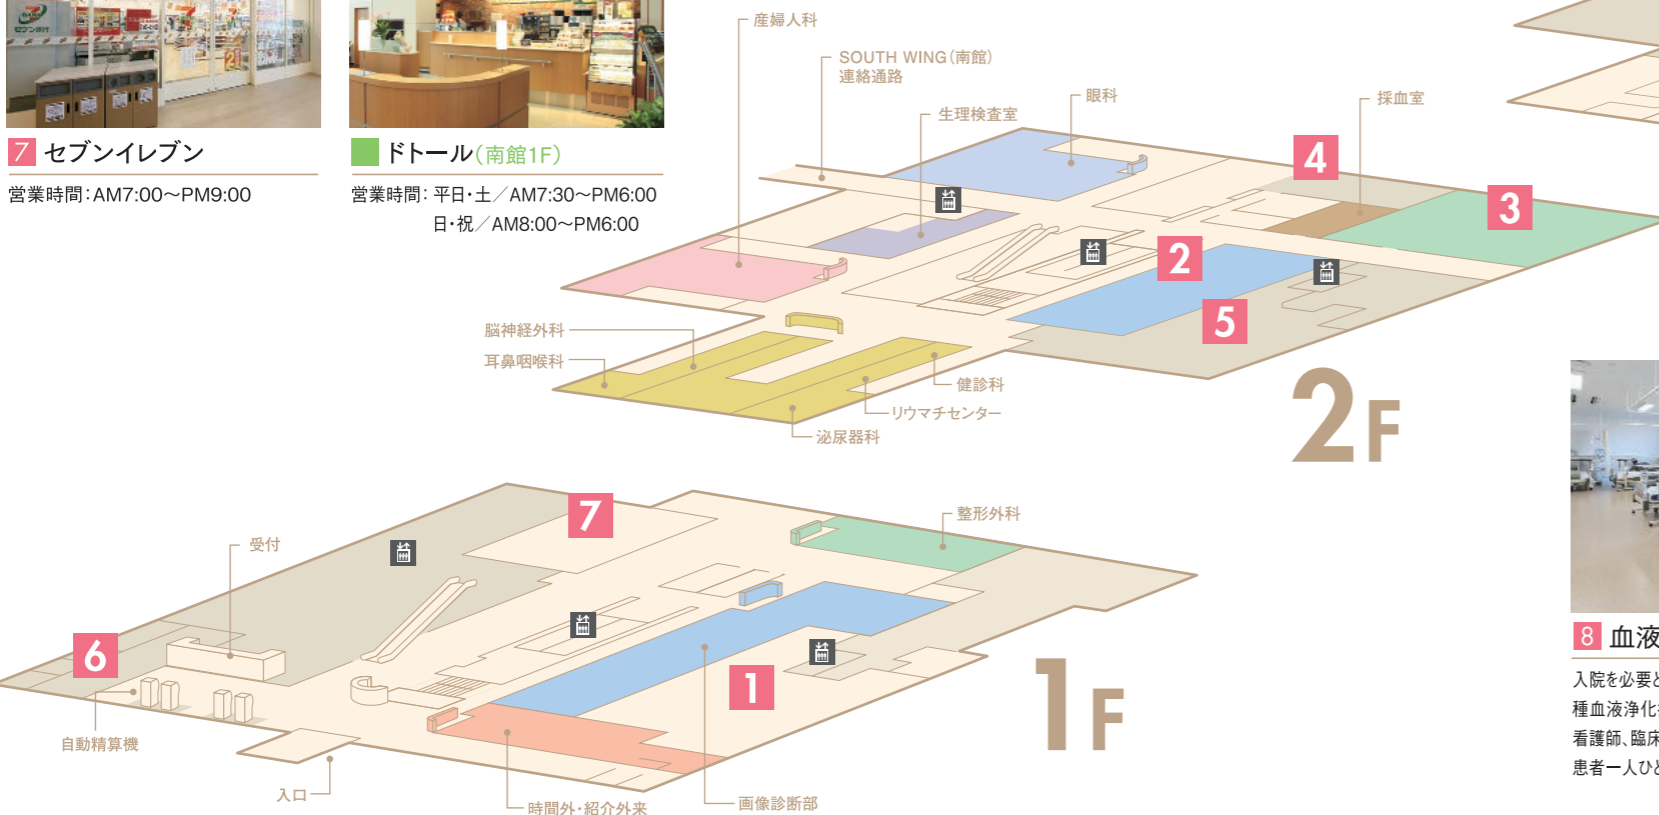 セブン銀行
7 セブンイレブン
営業時間：AM7:00〜PM9:00
ドトール(南館1F)
営業時間： 平日・土／AM7:30〜PM6:00
日・祝／AM8:00〜PM6:00
産婦人科
SOUTH WING（南館）
連絡通路
生理検査室
眼科
採血室
4
3
2
5
脳神経外科
耳鼻咽喉科
健診科
リウマチセンター
泌尿器科
2F
7
整形外科
受付
6
1
1F
自動精算機
入口
時間外・紹介外来
画像診断部
8 血液
入院を必要と
種血液浄化
看護師、臨床
患者一人ひと